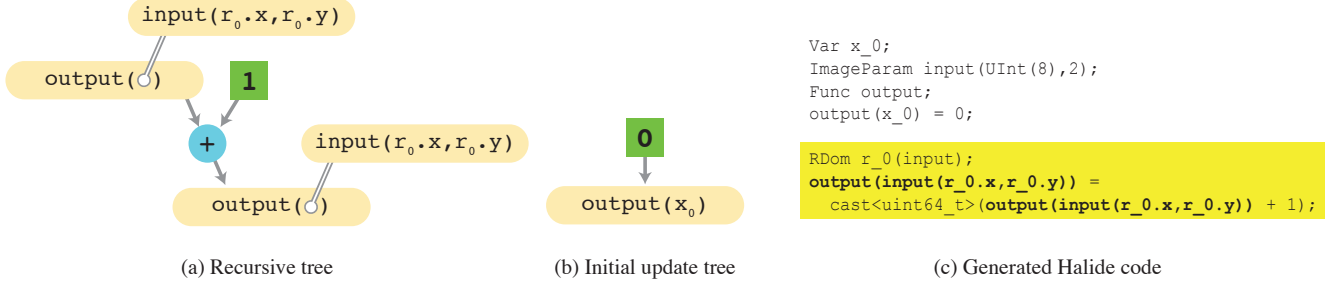 input(r₀.x,r₀.y)
output( )
1
+
input(r₀.x,r₀.y)
output( )
(a) Recursive tree
0
output(x₀)
(b) Initial update tree
Var x_0;
ImageParam input(UInt(8),2);
Func output;
output(x_0) = 0;
RDom r_0(input);
output(input(r_0.x,r_0.y)) =
cast<uint64_t>(output(input(r_0.x,r_0.y)) + 1);
(c) Generated Halide code